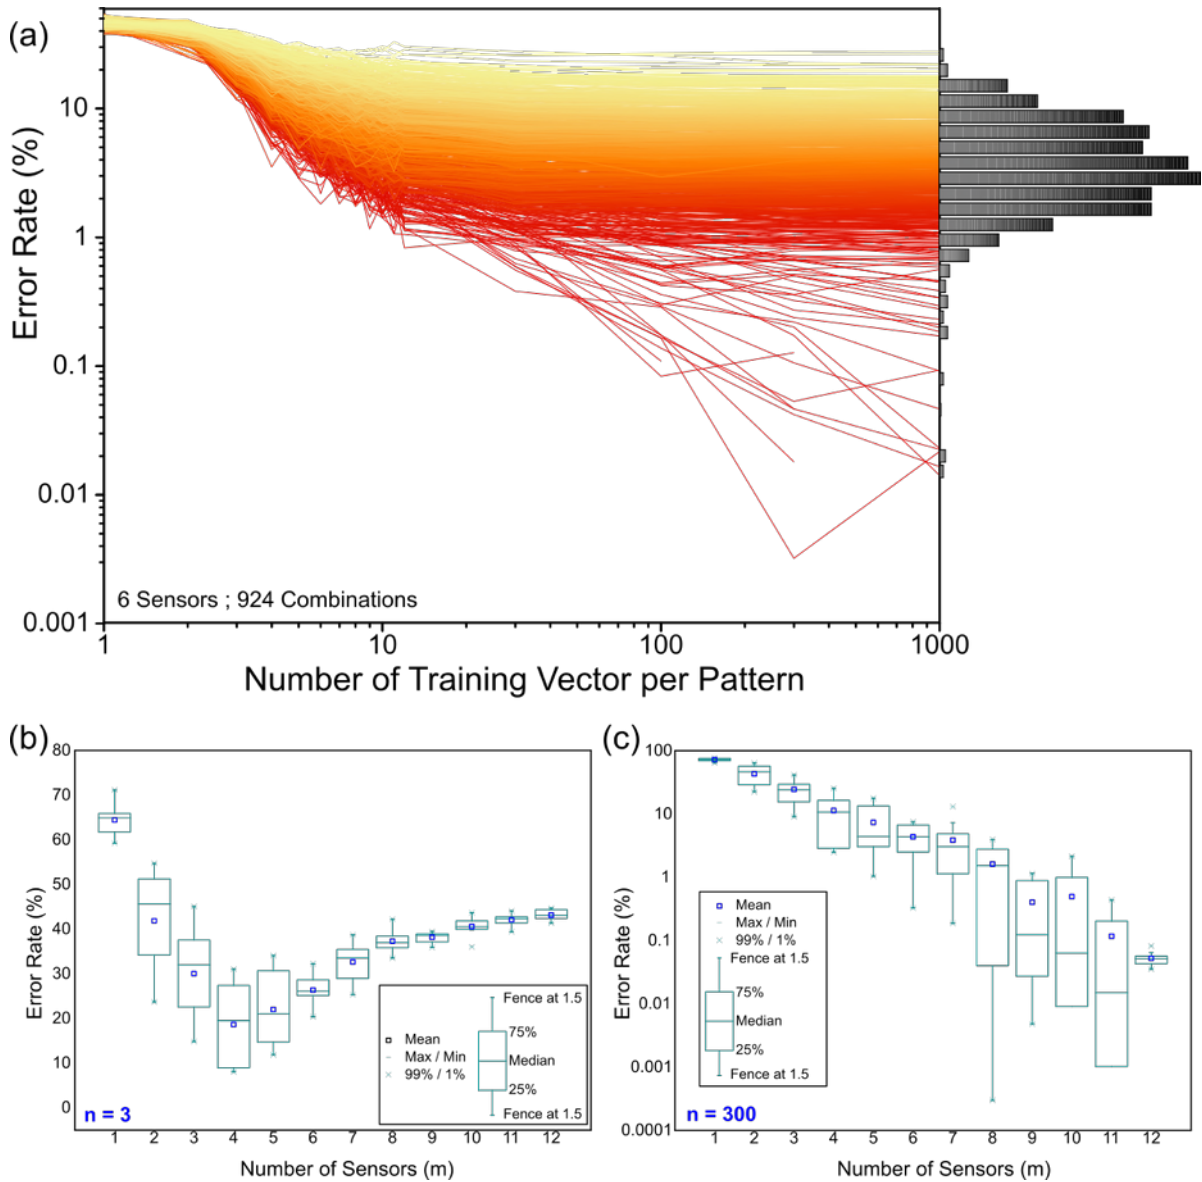 (a)
Error Rate (%)
10
1
0.1
0.01
0.001
6 Sensors ; 924 Combinations
1
10
100
1000
Number of Training Vector per Pattern
(b)
Error Rate (%)
80
70
60
50
40
30
20
10
0
Mean
Max / Min
99% / 1%
Fence at 1.5
75%
Median
25%
Fence at 1.5
n = 3
1 2 3 4 5 6 7 8 9 10 11 12
Number of Sensors (m)
(c)
Error Rate (%)
100
10
1
0.1
0.01
0.001
0.0001
Mean
Max / Min
99% / 1%
Fence at 1.5
75%
Median
25%
Fence at 1.5
n = 300
1 2 3 4 5 6 7 8 9 10 11 12
Number of Sensors (m)